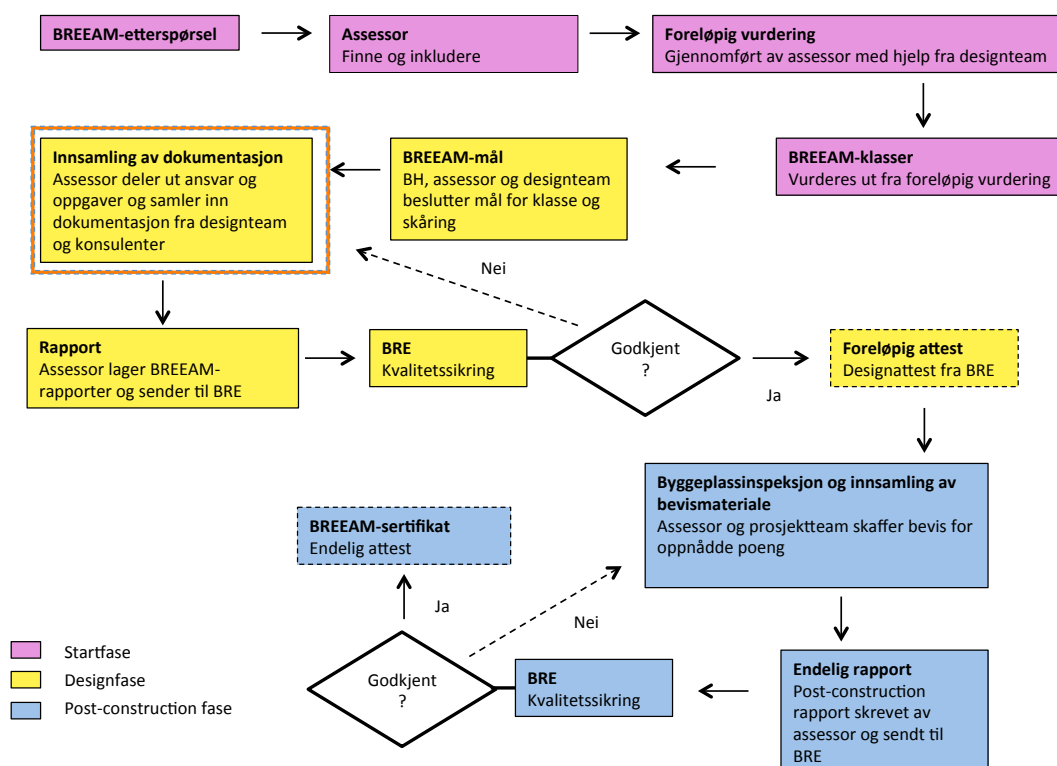 BREEAM-etterspørsel
Assessor
Finne og inkludere
Foreløpig vurdering
Gjennomført av assessor med hjelp fra designteam
BREEAM-klasser
Vurderes ut fra foreløpig vurdering
BREEAM-mål
BH, assessor og designteam
beslutter mål for klasse og
skåring
Innsamling av dokumentasjon
Assessor deler ut ansvar og
oppgaver og samler inn
dokumentasjon fra designteam
og konsulenter
Rapport
Assessor lager BREEAM-
rapporter og sender til BRE
BRE
Kvalitetssikring
Godkjent
?
Nei
Ja
Foreløpig attest
Designattest fra BRE
Byggeplassinspeksjon og innsamling av
bevismateriale
Assessor og prosjektteam skaffer bevis for
oppnådde poeng
Endelig rapport
Post-construction
rapport skrevet av
assessor og sendt til
BRE
BRE
Kvalitetssikring
Godkjent
?
Nei
Ja
BREEAM-sertifikat
Endelig attest
Startfase
Designfase
Post-construction fase